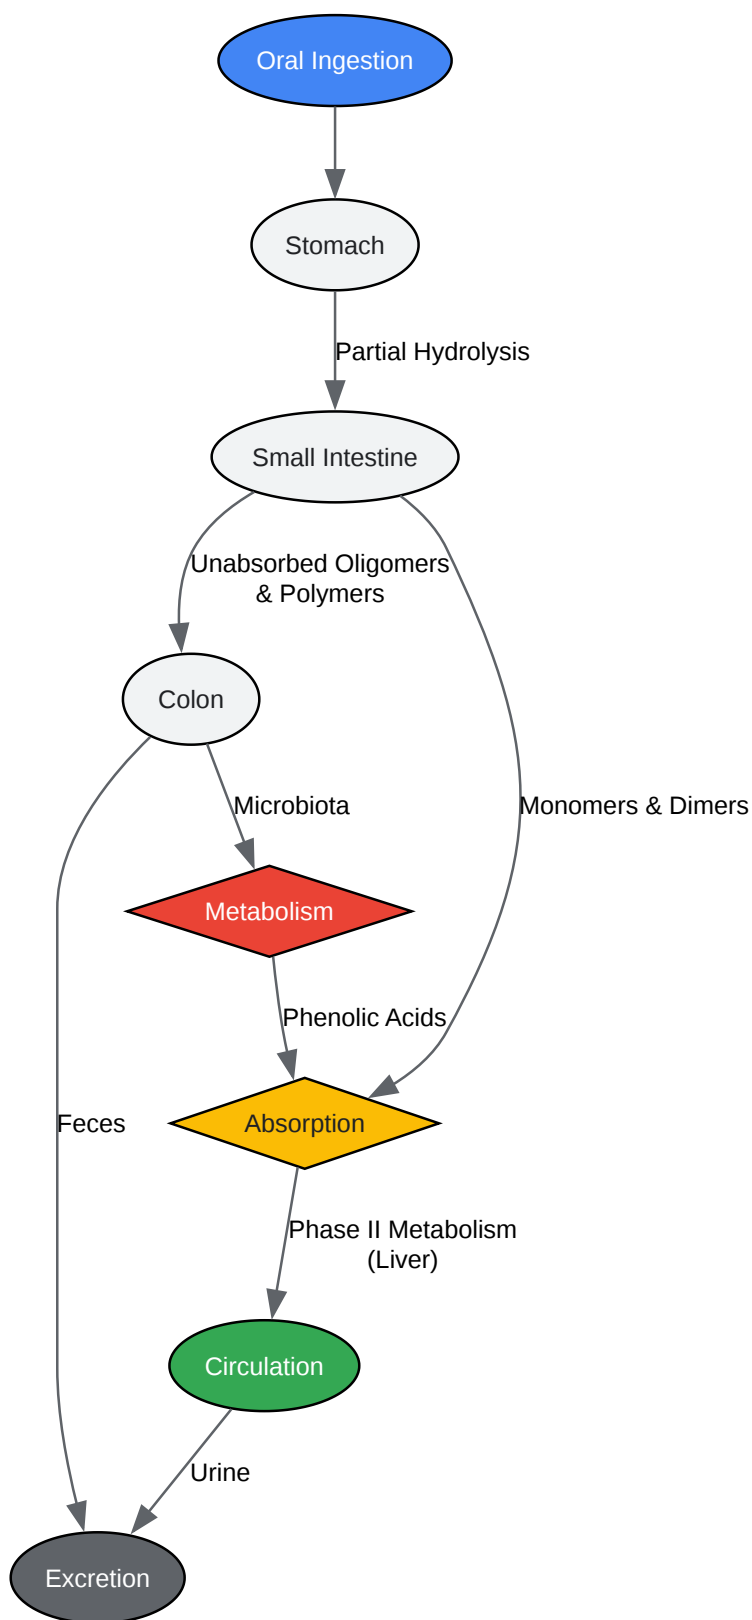 Oral Ingestion
Stomach
Partial Hydrolysis
Small Intestine
Unabsorbed Oligomers
& Polymers
Colon
Microbiota
Monomers & Dimers
Metabolism
Phenolic Acids
Feces
Absorption
Phase II Metabolism
(Liver)
Circulation
Urine
Excretion